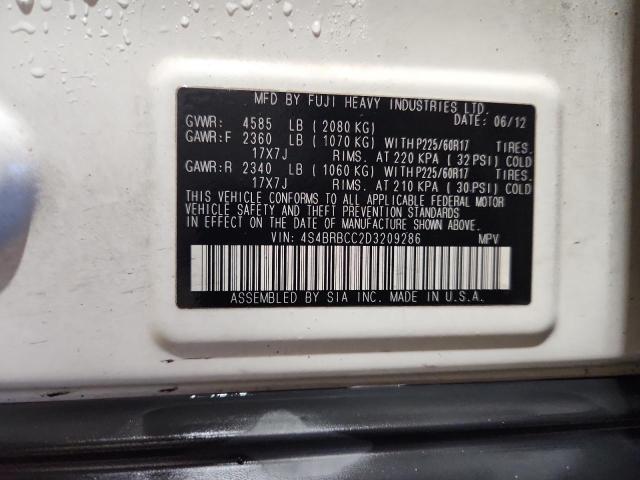 MFD BY FUJI HEAVY INDUSTRIES LTD.
GVWR: 4585 LB ( 2080 KG) DATE: 06/12
GAWR:F 2360 LB ( 1070 KG) WITH P225/60R17 TIRES.
17X7J RIMS. AT 220 KPA ( 32 PSI) COLD
GAWR:R 2340 LB ( 1060 KG) WITH P225/60R17 TIRES.
17X7J RIMS. AT 210 KPA ( 30 PSI) COLD
THIS VEHICLE CONFORMS TO ALL APPLICABLE FEDERAL MOTOR
VEHICLE SAFETY AND THEFT PREVENTION STANDARDS
IN EFFECT ON THE DATE OF MANUFACTURE SHOWN ABOVE.
VIN: 4S4BRBCC2D3209286 MPV
ASSEMBLED BY SIA INC. MADE IN U.S.A.